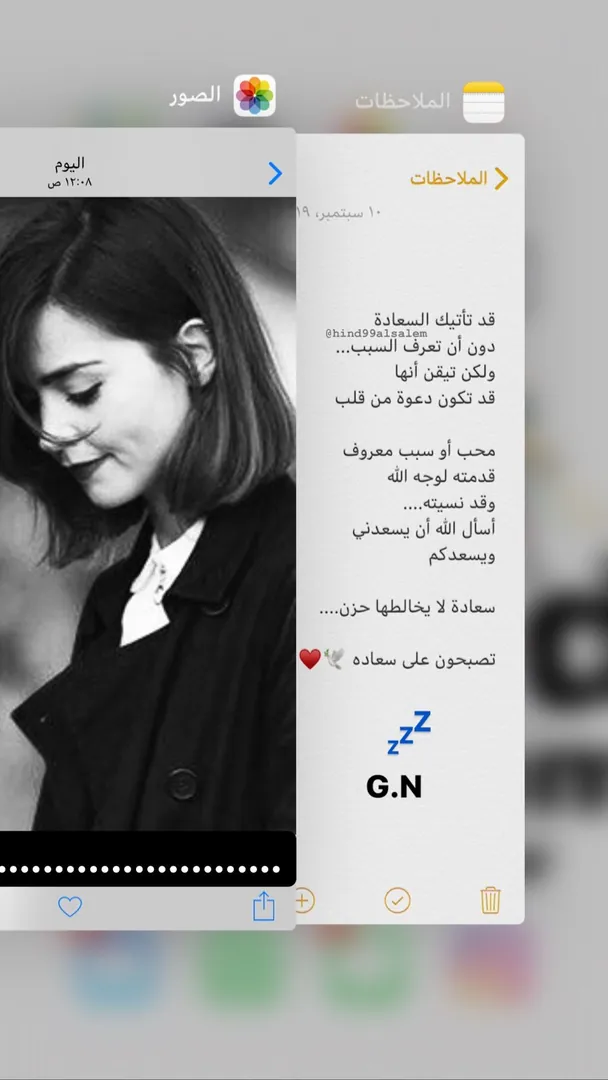 الملاحظات
الصور
الملاحظات
١٠ سبتمبر، ١٩
قد تأتيك السعادة
@hind99alsalem
دون أن تعرف السبب...
ولكن تيقن أنها
قد تكون دعوة من قلب
محب أو سبب معروف
قدمته لوجه الله
وقد نسيته....
أسأل الله أن يسعدني
ويسعدكم
سعادة لا يخالطها حزن....
تصبحون على سعاده 🕊♥️
💤
G.N
اليوم
١٢:٠٨ ص